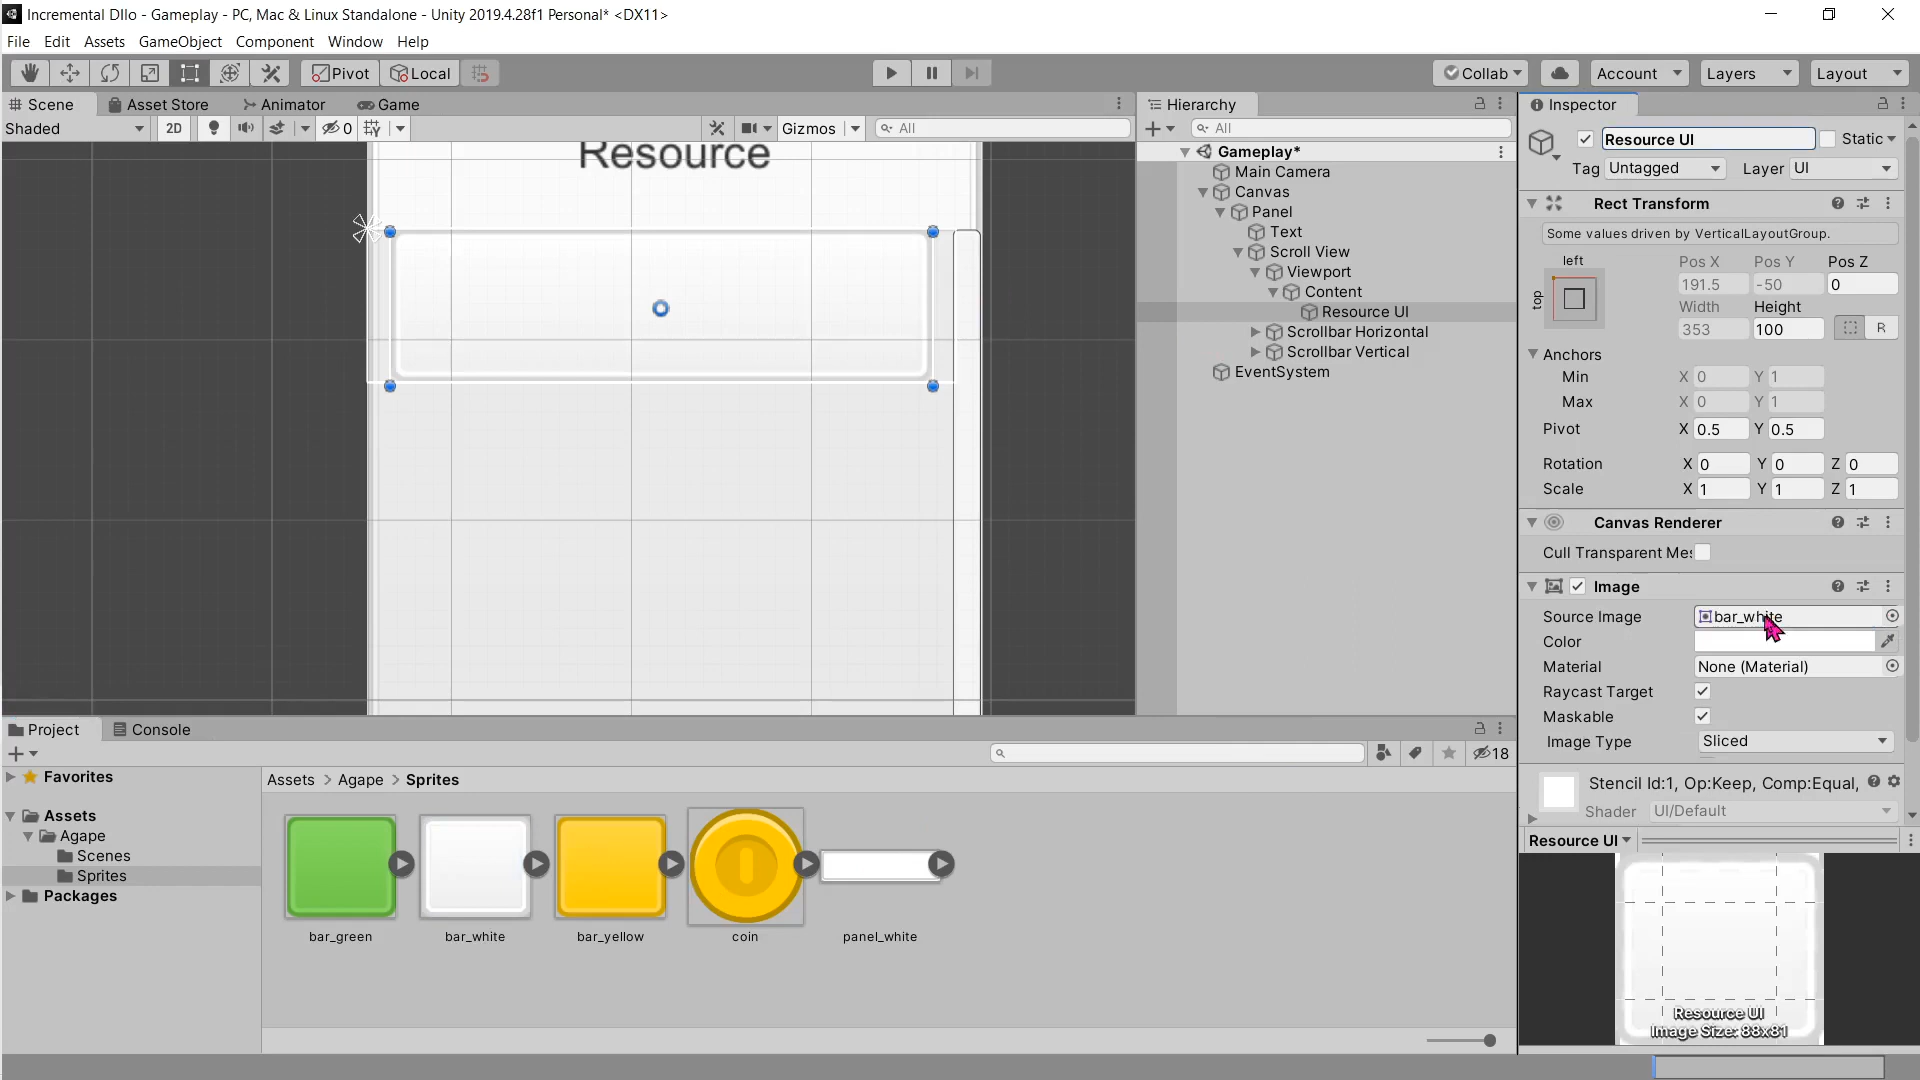 Incremental DIlo - Gameplay - PC, Mac & Linux Standalone - Unity 2019.4.28f1 Personal* <DX11>
File Edit Assets GameObject Component Window Help
Pivot Local Collab Account Layers Layout
Scene Asset Store Animator Game
Shaded 2D 0 Gizmos All
Resource
Hierarchy
All
Gameplay*
Main Camera
Canvas
Panel
Text
Scroll View
Viewport
Content
Resource UI
Scrollbar Horizontal
Scrollbar Vertical
EventSystem
Inspector
Resource UI Static
Tag Untagged Layer UI
Rect Transform
Some values driven by VerticalLayoutGroup.
left Pos X Pos Y Pos Z
top 191.5 -50 0
Width Height
353 100 R
Anchors
Min X 0 Y 1
Max X 0 Y 1
Pivot X 0.5 Y 0.5
Rotation X 0 Y 0 Z 0
Scale X 1 Y 1 Z 1
Canvas Renderer
Cull Transparent Mes
Image
Source Image bar_white
Color
Material None (Material)
Raycast Target
Maskable
Image Type Sliced
Stencil Id:1, Op:Keep, Comp:Equal,
Shader UI/Default
Resource UI
Resource UI
Image Size: 88x81
Project Console
18
Favorites
Assets
Agape
Scenes
Sprites
Packages
Assets > Agape > Sprites
bar_green bar_white bar_yellow coin panel_white